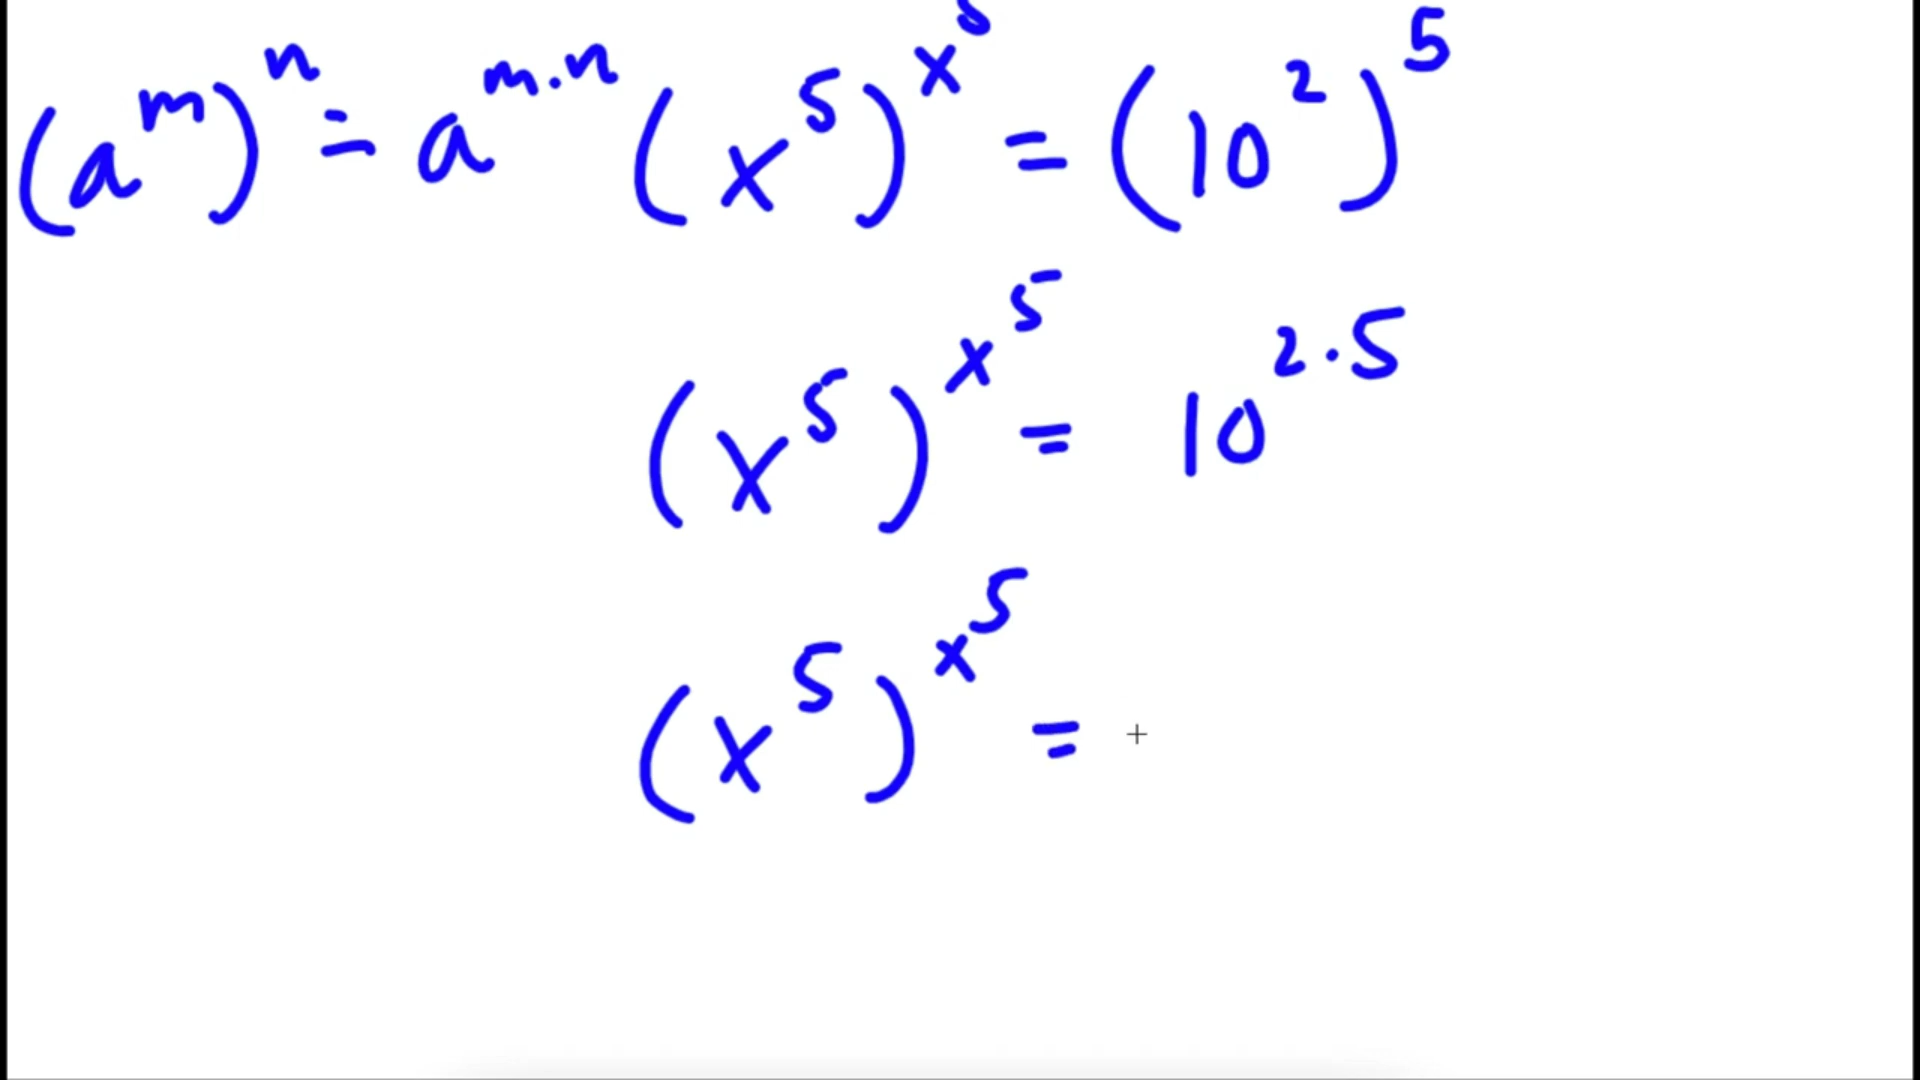 (a^m)^n = a^{m·n} (x^5)^{x^5} = (10^2)^5
(x^5)^{x^5} = 10^{2·5}
(x^5)^{x^5} =